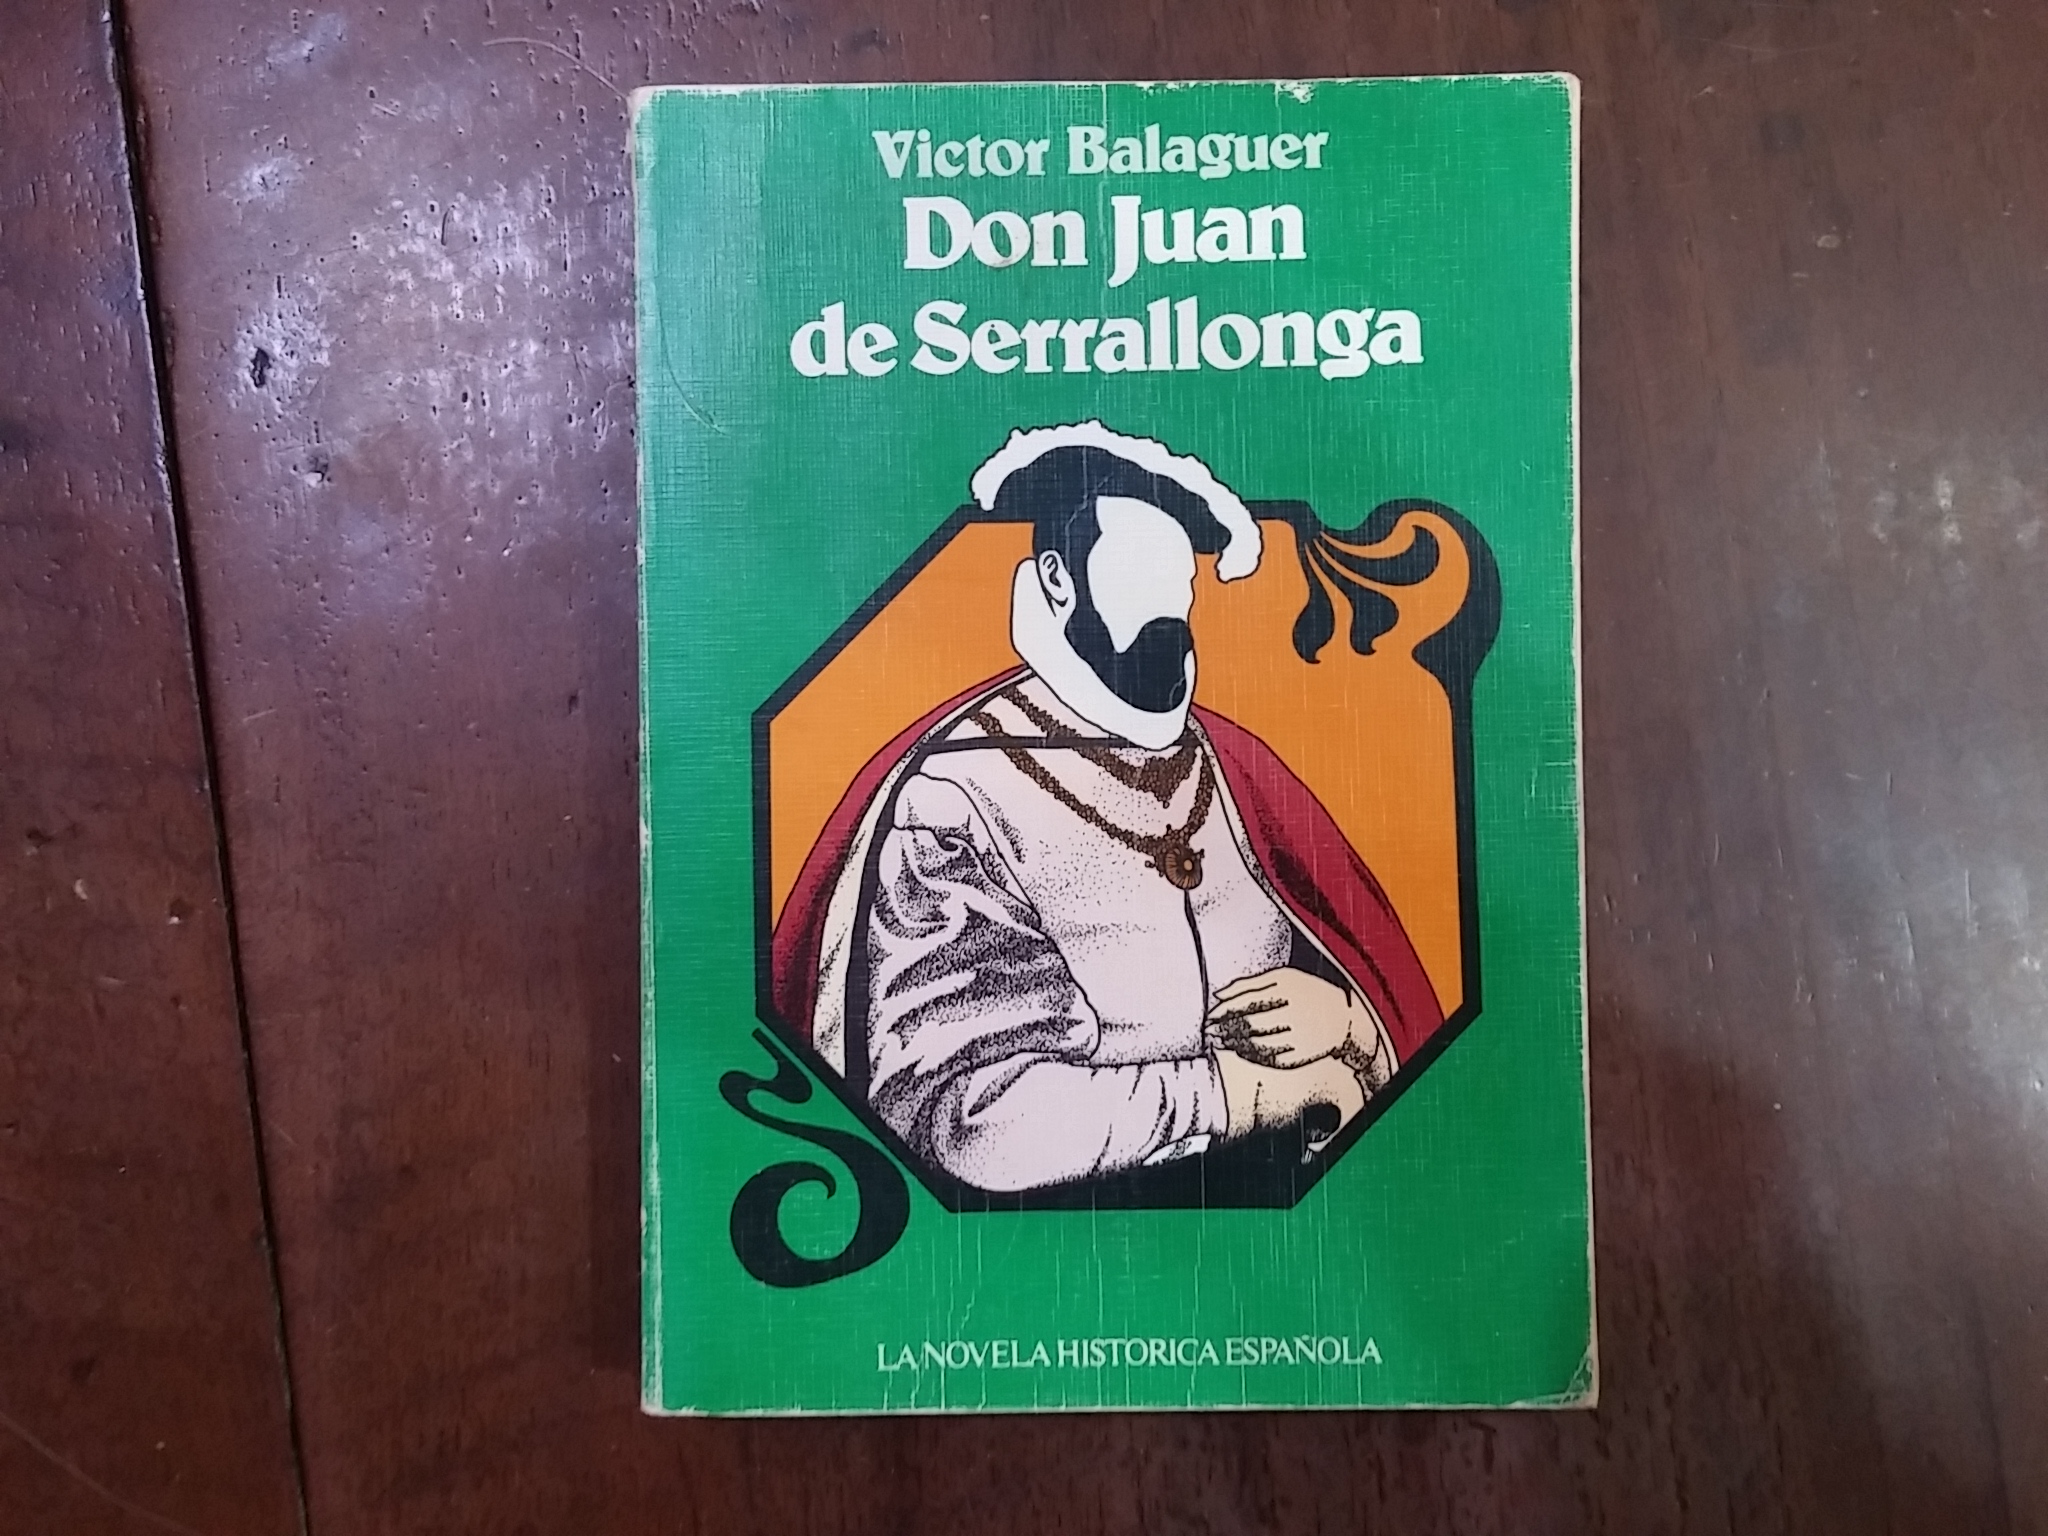 Victor Balaguer
Don Juan
de Serrallonga
LA NOVELA HISTORICA ESPAÑOLA